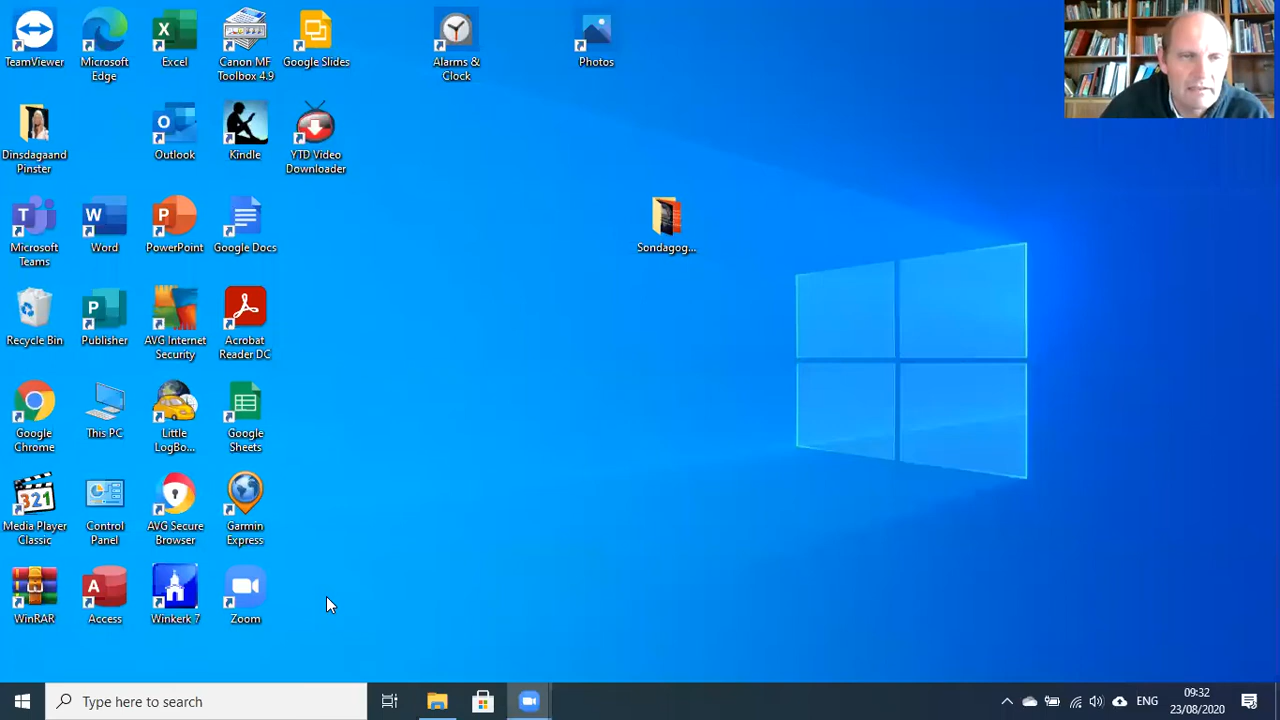 TeamViewer
Microsoft
Edge
Excel
Canon MF
Toolbox 4.9
Google Slides
Alarms &
Clock
Photos
Dinsdagaand
Pinster
Outlook
Kindle
YTD Video
Downloader
Microsoft
Teams
Word
PowerPoint
Google Docs
Sondagog...
Recycle Bin
Publisher
AVG Internet
Security
Acrobat
Reader DC
Google
Chrome
This PC
Little
LogBo...
Google
Sheets
321
Media Player
Classic
Control
Panel
AVG Secure
Browser
Garmin
Express
WinRAR
Access
Winkerk 7
Zoom
Type here to search
ENG
09:32
23/08/2020